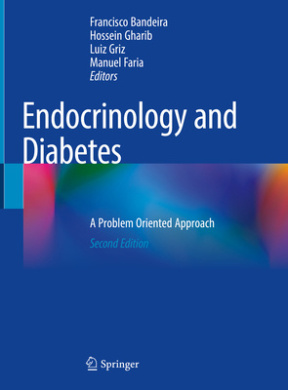 Francisco Bandeira
Hossein Gharib
Luiz Griz
Manuel Faria
Editors
Endocrinology and
Diabetes
A Problem Oriented Approach
Second Edition
Springer